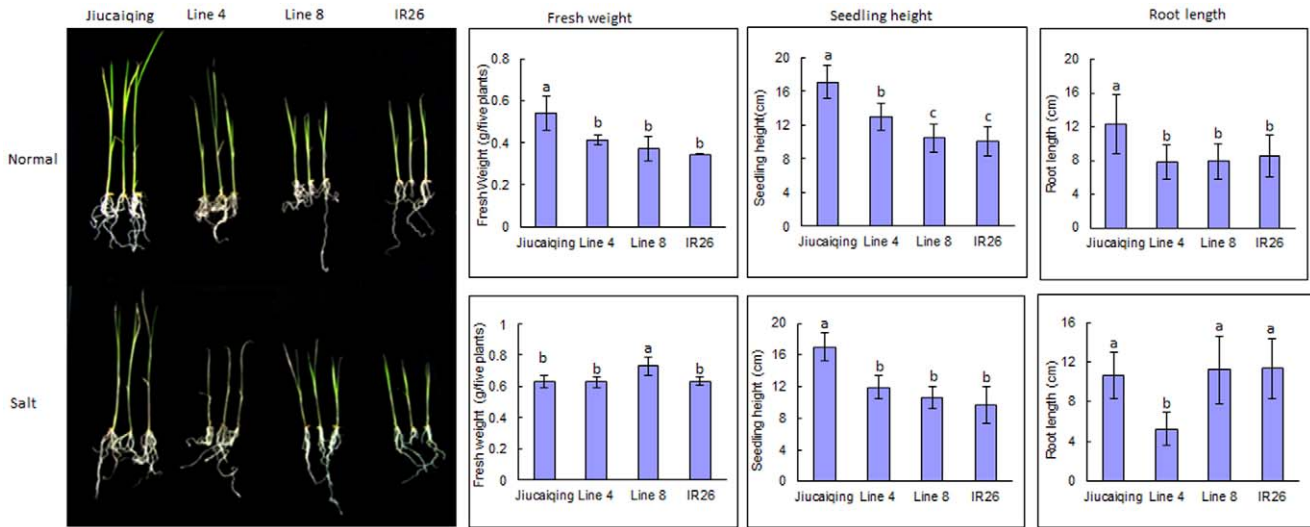 Jiucaiqing Line 4 Line 8 IR26
Normal
Salt
Fresh weight
Fresh Weight (g/five plants)
0.8
0.6
0.4
0.2
0
a b b b
Jiucaiqing Line 4 Line 8 IR26
Seedling height
Seedling height(cm)
20
16
12
8
4
0
a b c c
Jiucaiqing Line 4 Line 8 IR26
Root length
Root length (cm)
20
16
12
8
4
0
a b b b
Jiucaiqing Line 4 Line 8 IR26
Fresh weight (g/five plants)
1
0.8
0.6
0.4
0.2
0
b b a b
Jiucaiqing Line 4 Line 8 IR26
Seedling height (cm)
20
16
12
8
4
0
a b b b
Jiucaiqing Line 4 Line 8 IR26
Root length (cm)
16
12
8
4
0
a b a a
Jiucaiqing Line 4 Line 8 IR26